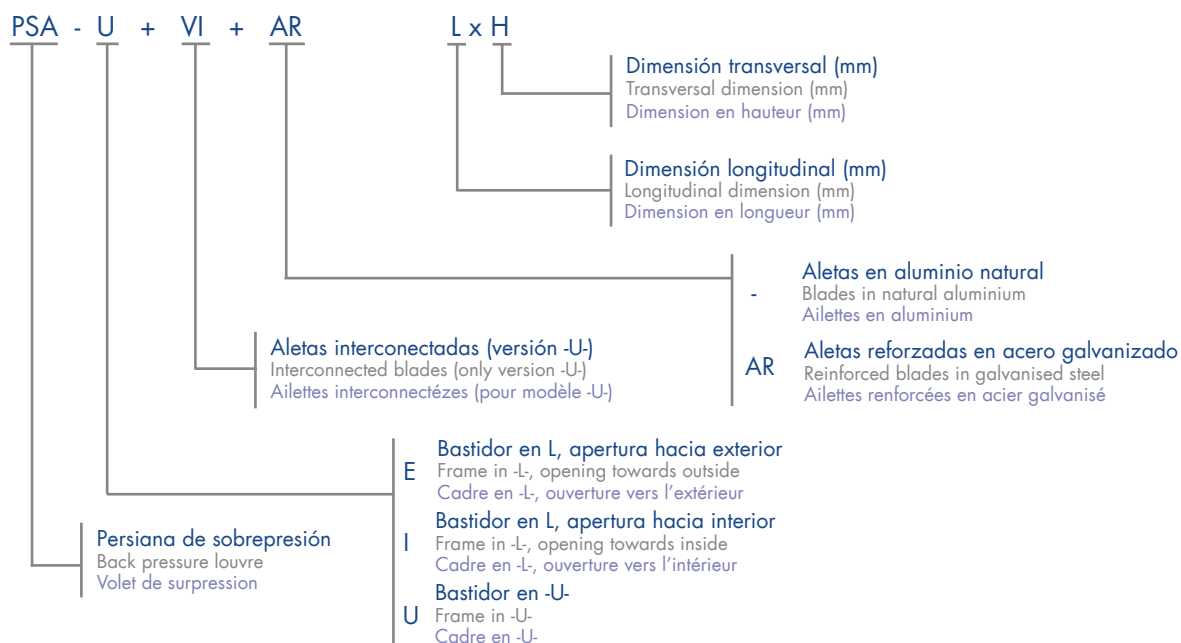 PSA - U + VI + AR L x H
Dimensión transversal (mm)
Transversal dimension (mm)
Dimension en hauteur (mm)
Dimensión longitudinal (mm)
Longitudinal dimension (mm)
Dimension en longueur (mm)
- Aletas en aluminio natural
Blades in natural aluminium
Ailettes en aluminium
AR Aletas reforzadas en acero galvanizado
Reinforced blades in galvanised steel
Ailettes renforcées en acier galvanisé
Aletas interconectadas (versión -U-)
Interconnected blades (only version -U-)
Ailettes interconnectézes (pour modèle -U-)
Bastidor en L, apertura hacia exterior
E Frame in -L-, opening towards outside
Cadre en -L-, ouverture vers l’extérieur
Bastidor en L, apertura hacia interior
I Frame in -L-, opening towards inside
Cadre en -L-, ouverture vers l’intérieur
Bastidor en -U-
U Frame in -U-
Cadre en -U-
Persiana de sobrepresión
Back pressure louvre
Volet de surpression